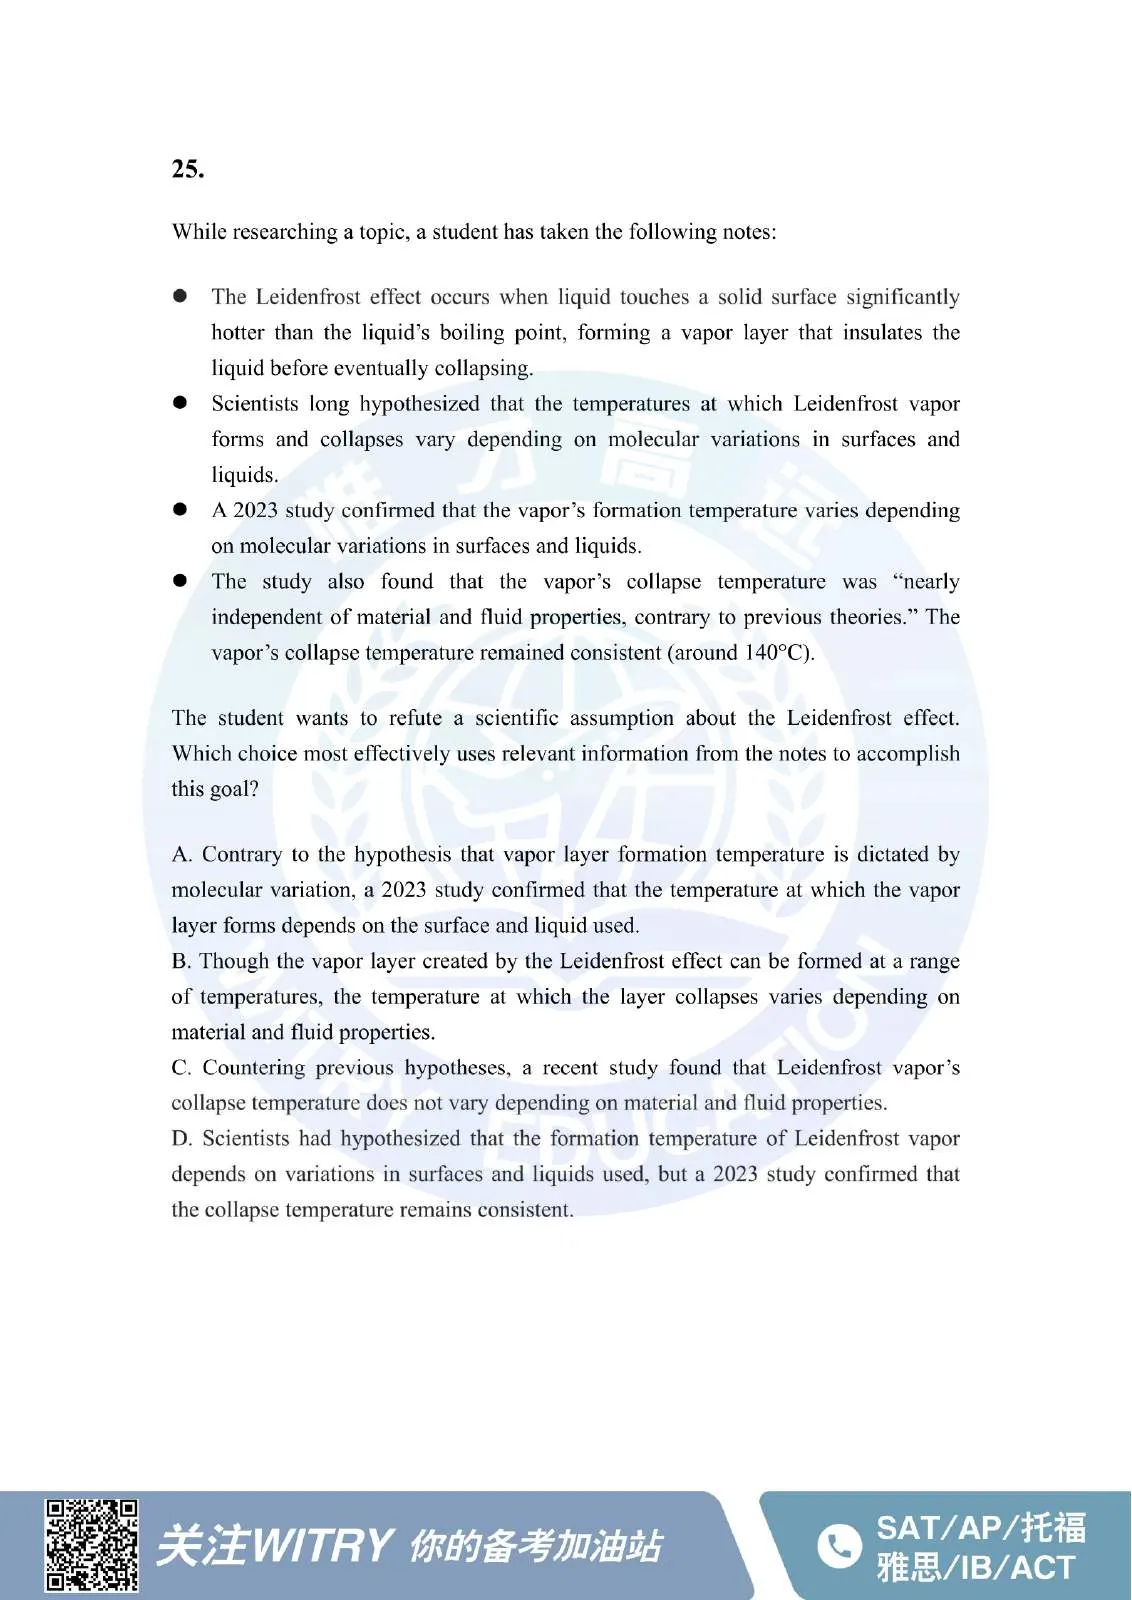 25.
While researching a topic, a student has taken the following notes:
● The Leidenfrost effect occurs when liquid touches a solid surface significantly
hotter than the liquid's boiling point, forming a vapor layer that insulates the
liquid before eventually collapsing.
● Scientists long hypothesized that the temperatures at which Leidenfrost vapor
forms and collapses vary depending on molecular variations in surfaces and
liquids.
● A 2023 study confirmed that the vapor's formation temperature varies depending
on molecular variations in surfaces and liquids.
● The study also found that the vapor's collapse temperature was “nearly
independent of material and fluid properties, contrary to previous theories.” The
vapor's collapse temperature remained consistent (around 140°C).
The student wants to refute a scientific assumption about the Leidenfrost effect.
Which choice most effectively uses relevant information from the notes to accomplish
this goal?
A. Contrary to the hypothesis that vapor layer formation temperature is dictated by
molecular variation, a 2023 study confirmed that the temperature at which the vapor
layer forms depends on the surface and liquid used.
B. Though the vapor layer created by the Leidenfrost effect can be formed at a range
of temperatures, the temperature at which the layer collapses varies depending on
material and fluid properties.
C. Countering previous hypotheses, a recent study found that Leidenfrost vapor's
collapse temperature does not vary depending on material and fluid properties.
D. Scientists had hypothesized that the formation temperature of Leidenfrost vapor
depends on variations in surfaces and liquids used, but a 2023 study confirmed that
the collapse temperature remains consistent.
唯才高远
WITRY EDUCATION
关注WITRY 你的备考加油站
SAT/AP/托福
雅思/IB/ACT